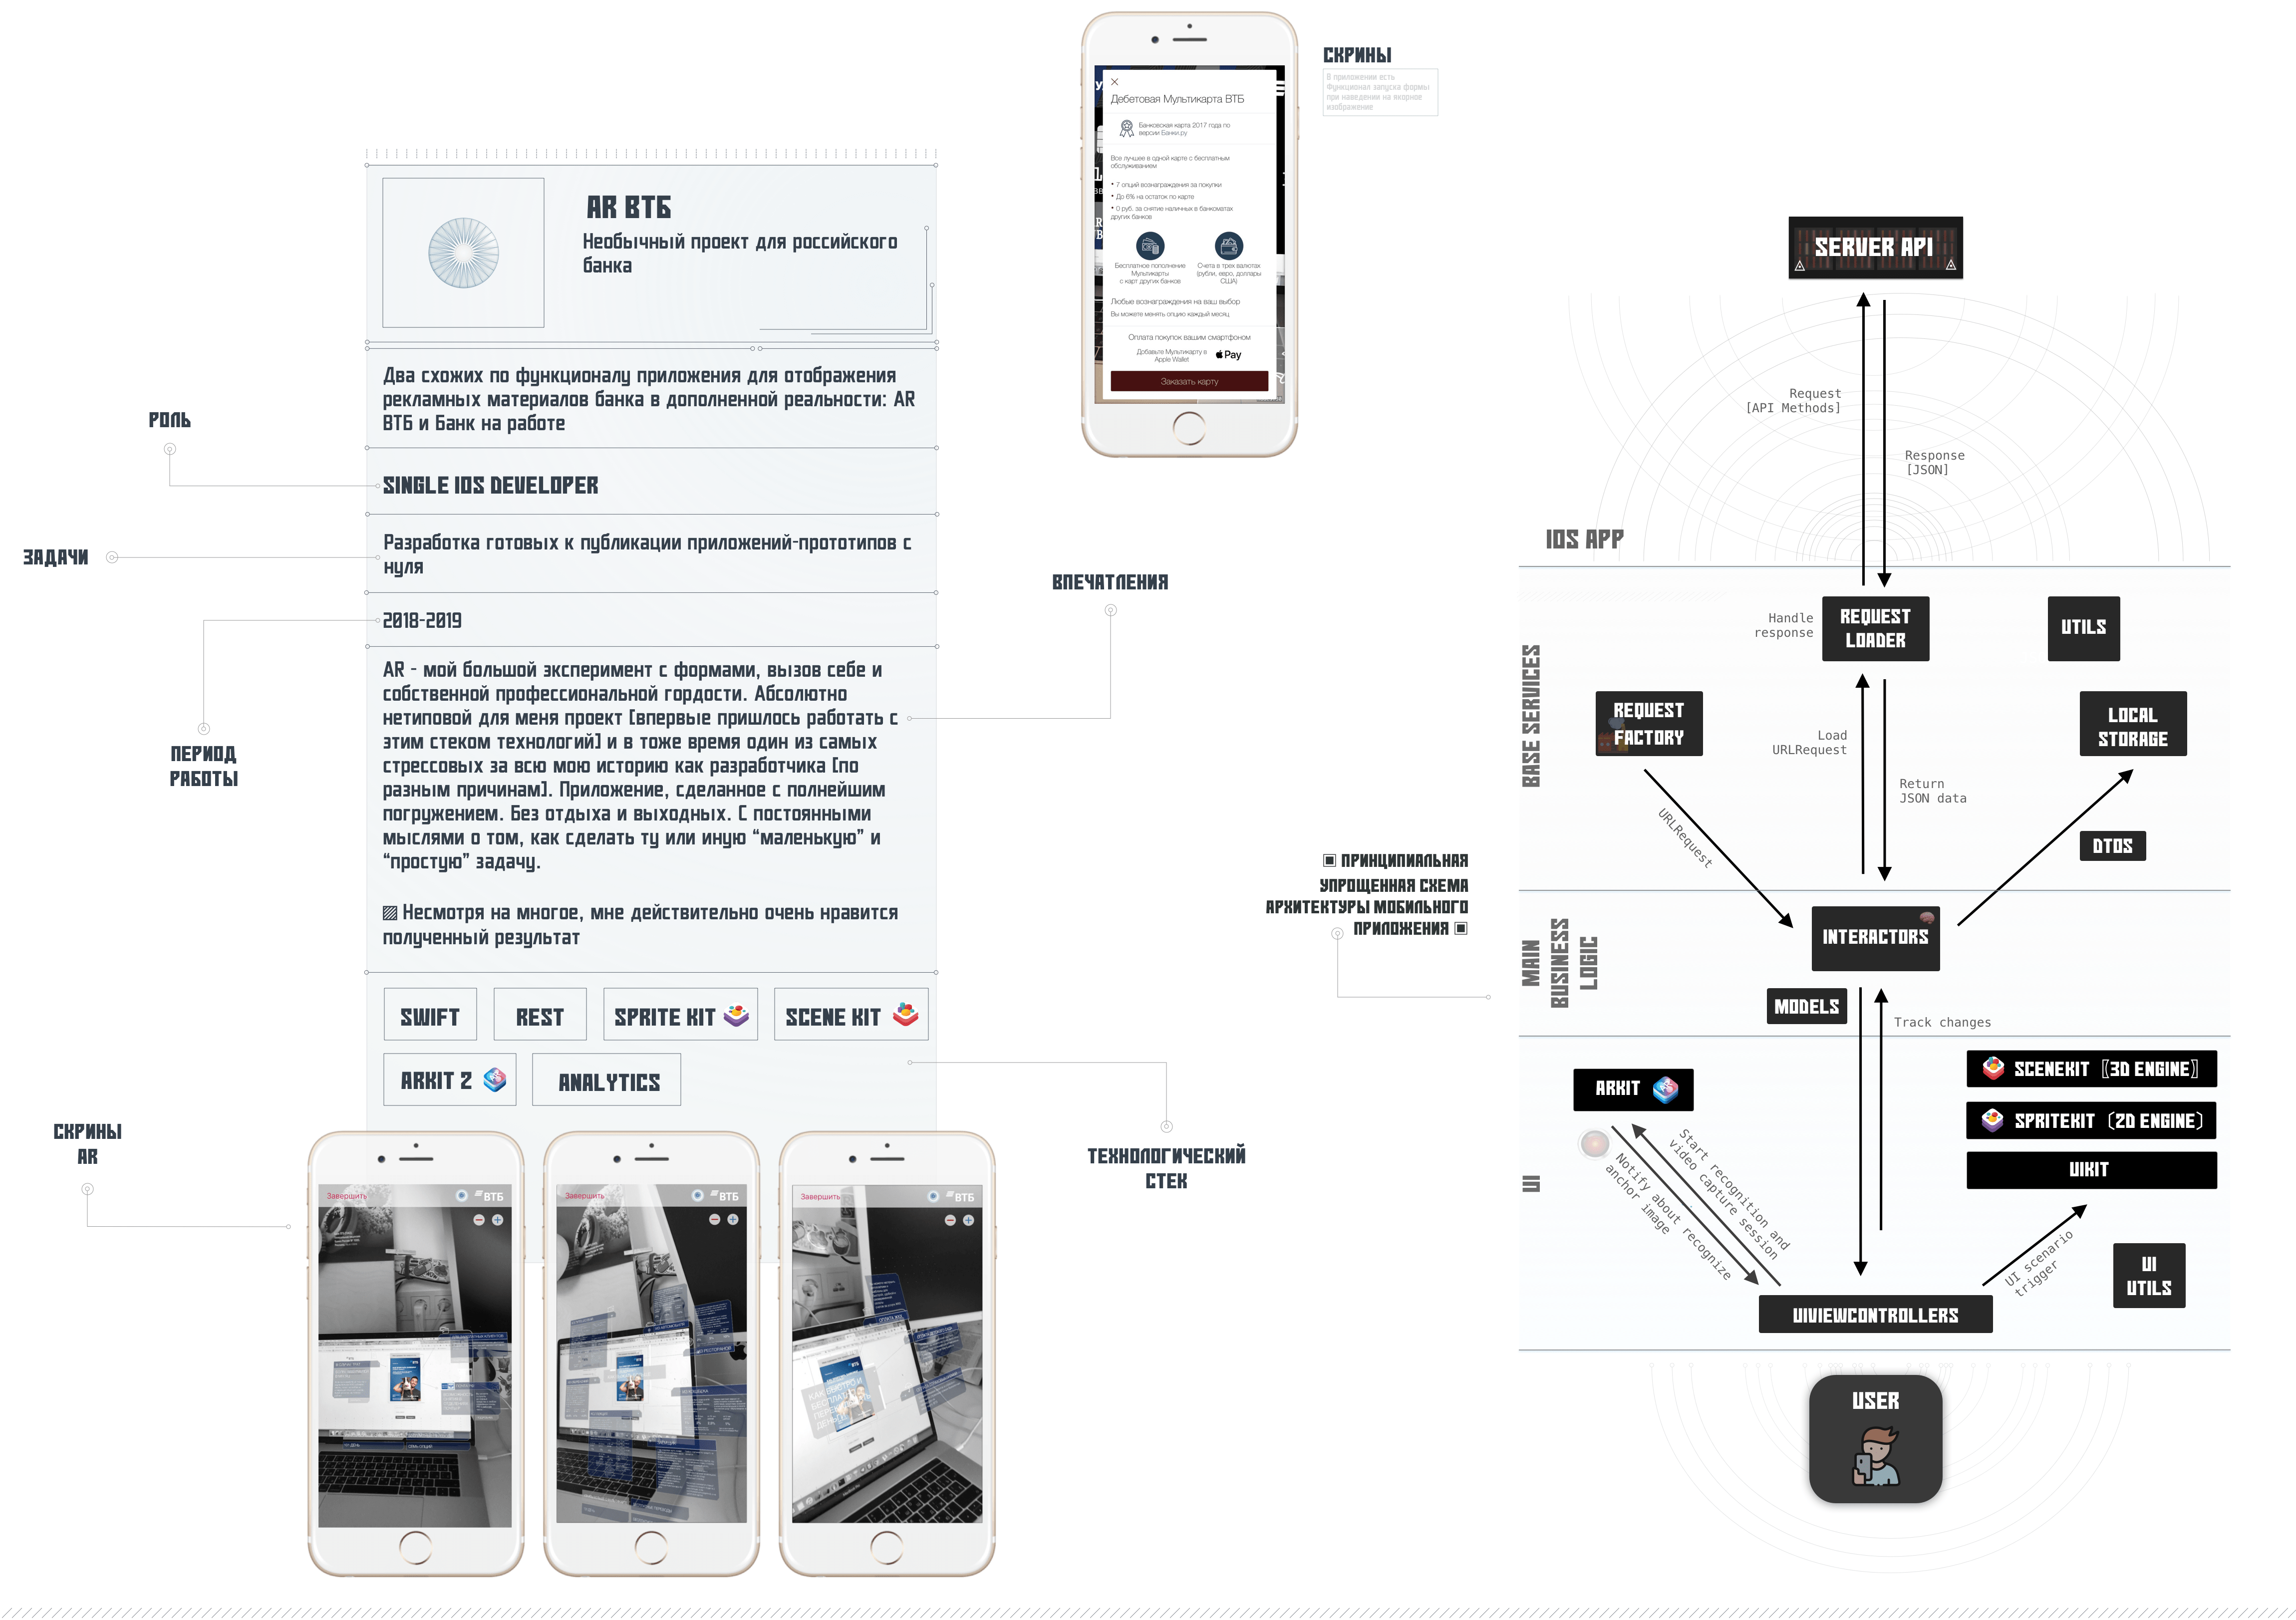 СКРИНЫ
В приложении есть
Функционал запуска формы
при наведении на якорное
изображение
Дебетовая Мультикарта ВТБ
Банковская карта 2017 года по
версии Банки.ру
Все лучшее в одной карте с бесплатным
обслуживанием
• 7 опций вознаграждения за покупки
• До 6% на остаток по карте
• 0 руб. за снятие наличных в банкоматах
других банков
Бесплатное пополнение
Мультикарты
с карт других банков
Счета в трех валютах
(рубли, евро, доллары
США)
Любые вознаграждения на ваш выбор
Вы можете менять опцию каждый месяц
Оплата покупок вашим смартфоном
Добавьте Мультикарту в
Apple Wallet
Pay
Заказать карту
AR ВТБ
Необычный проект для российского
банка
Два схожих по функционалу приложения для отображения
рекламных материалов банка в дополненной реальности: AR
ВТБ и Банк на работе
РОЛЬ
SINGLE IOS DEVELOPER
ЗАДАЧИ
Разработка готовых к публикации приложений-прототипов с
нуля
2018-2019
ПЕРИОД
РАБОТЫ
ВПЕЧАТЛЕНИЯ
AR - мой большой эксперимент с формами, вызов себе и
собственной профессиональной гордости. Абсолютно
нетиповой для меня проект [впервые пришлось работать с
этим стеком технологий] и в тоже время один из самых
стрессовых за всю мою историю как разработчика [по
разным причинам]. Приложение, сделанное с полнейшим
погружением. Без отдыха и выходных. С постоянными
мыслями о том, как сделать ту или иную “маленькую” и
“простую” задачу.
Несмотря на многое, мне действительно очень нравится
полученный результат
SWIFT
REST
SPRITE KIT
SCENE KIT
ARKIT 2
ANALYTICS
ТЕХНОЛОГИЧЕСКИЙ
СТЕК
СКРИНЫ
AR
Завершить
ВТБ
Завершить
ВТБ
Завершить
ВТБ
ПРИНЦИПИАЛЬНАЯ
УПРОЩЕННАЯ СХЕМА
АРХИТЕКТУРЫ МОБИЛЬНОГО
ПРИЛОЖЕНИЯ
SERVER API
Request
[API Methods]
Response
[JSON]
IOS APP
BASE SERVICES
Handle
response
REQUEST
LOADER
UTILS
REQUEST
FACTORY
LOCAL
STORAGE
Load
URLRequest
Return
JSON data
URLRequest
DTOS
MAIN
BUSINESS
LOGIC
INTERACTORS
MODELS
Track changes
UI
ARKIT
SCENEKIT [3D ENGINE]
SPRITEKIT (2D ENGINE)
UIKIT
Start recognition and
video capture session
Notify about recognize
anchor image
UI scenario
trigger
UI
UTILS
UIVIEWCONTROLLERS
USER